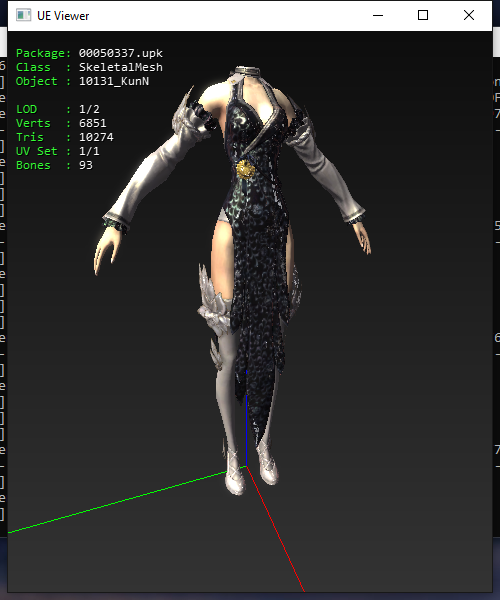 UE Viewer
Package: 00050337.upk
Class : SkeletalMesh
Object : 10131_KunN
LOD : 1/2
Verts : 6851
Tris : 10274
UV Set : 1/1
Bones : 93